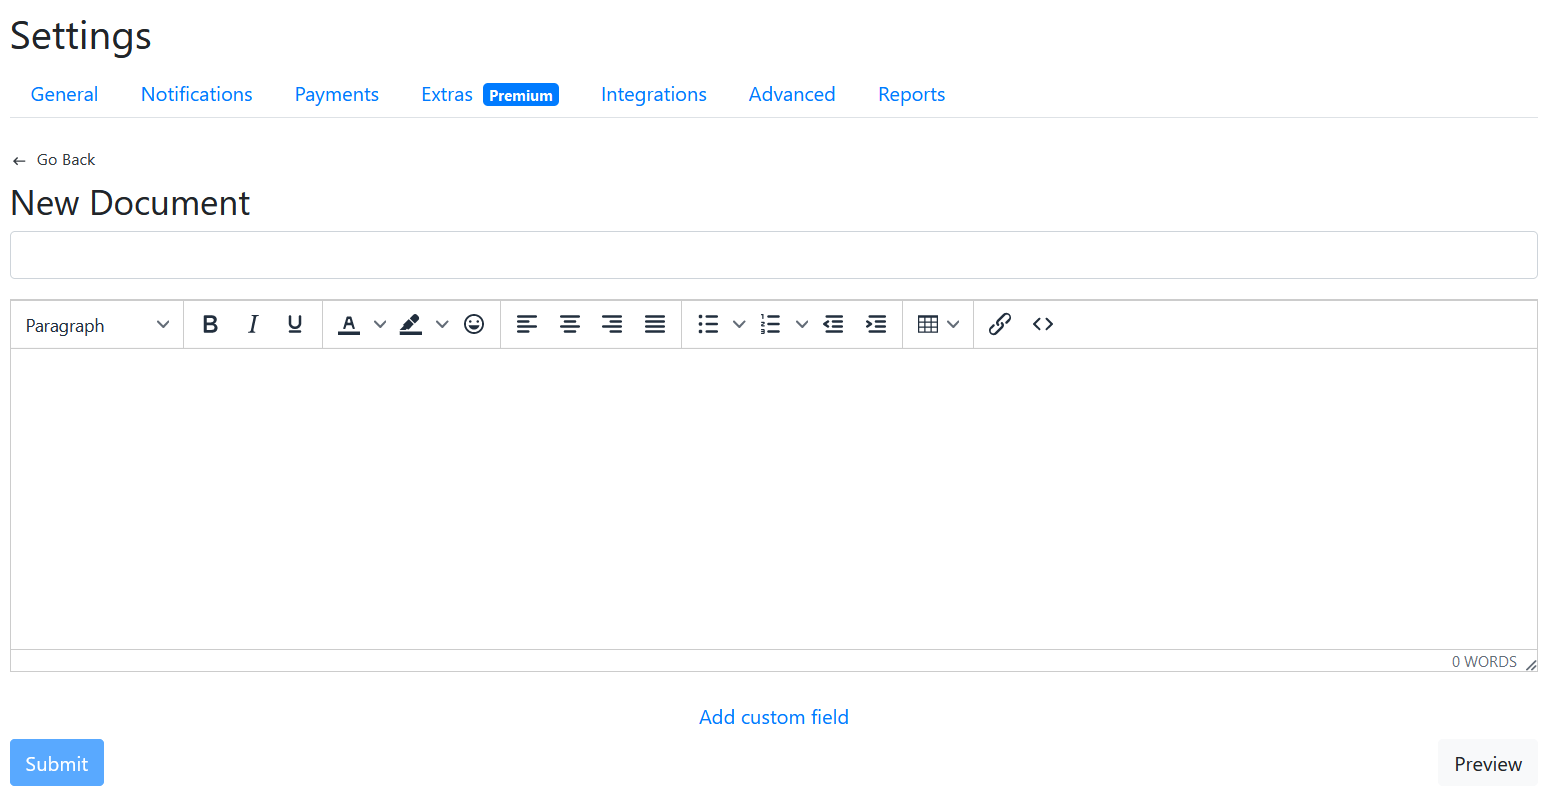 Settings
General Notifications Payments Extras Premium Integrations Advanced Reports
← Go Back
New Document
Paragraph B I U A
0 WORDS
Add custom field
Submit Preview